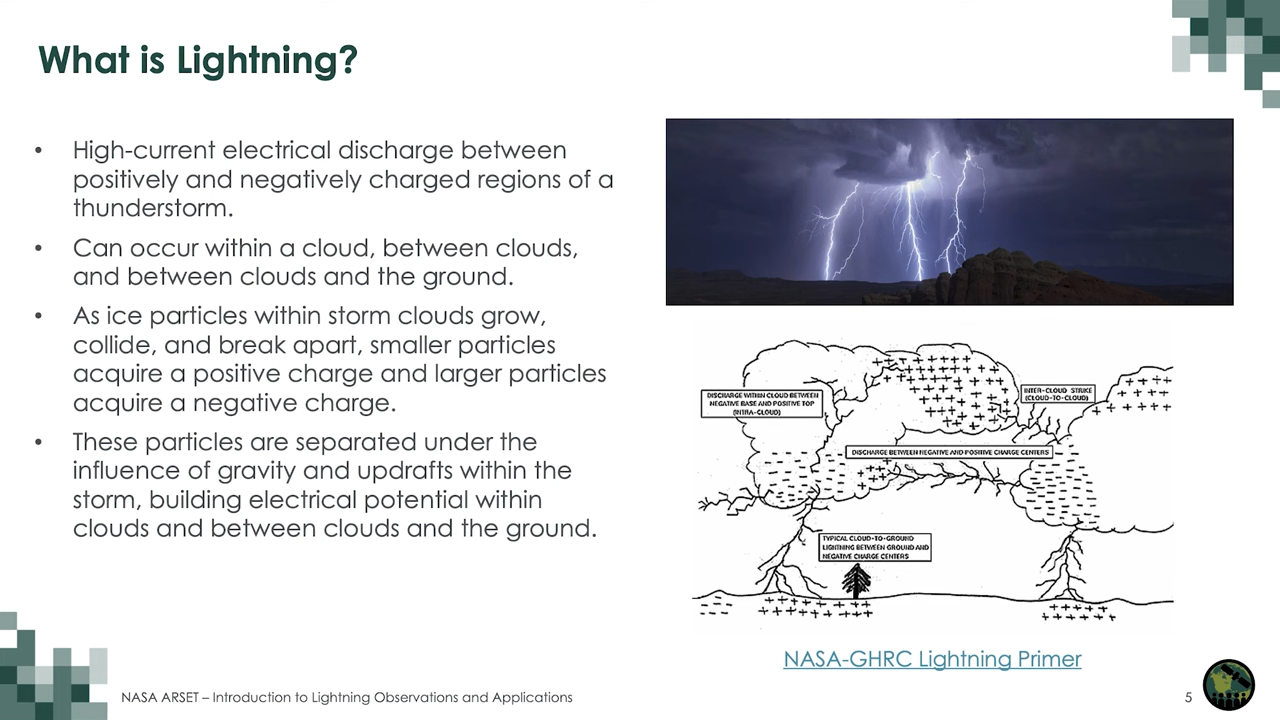 What is Lightning?
• High-current electrical discharge between
positively and negatively charged regions of a
thunderstorm.
• Can occur within a cloud, between clouds,
and between clouds and the ground.
• As ice particles within storm clouds grow,
collide, and break apart, smaller particles
acquire a positive charge and larger particles
acquire a negative charge.
• These particles are separated under the
influence of gravity and updrafts within the
storm, building electrical potential within
clouds and between clouds and the ground.
DISCHARGE WITHIN CLOUD BETWEEN
NEGATIVE BASE AND POSITIVE TOP
(INTRA-CLOUD)
INTER-CLOUD STRIKE
(CLOUD-TO-CLOUD)
DISCHARGE BETWEEN NEGATIVE AND POSITIVE CHARGE CENTERS
TYPICAL CLOUD-TO-GROUND
LIGHTNING BETWEEN GROUND AND
NEGATIVE CHARGE CENTERS
NASA-GHRC Lightning Primer
NASA ARSET – Introduction to Lightning Observations and Applications
5